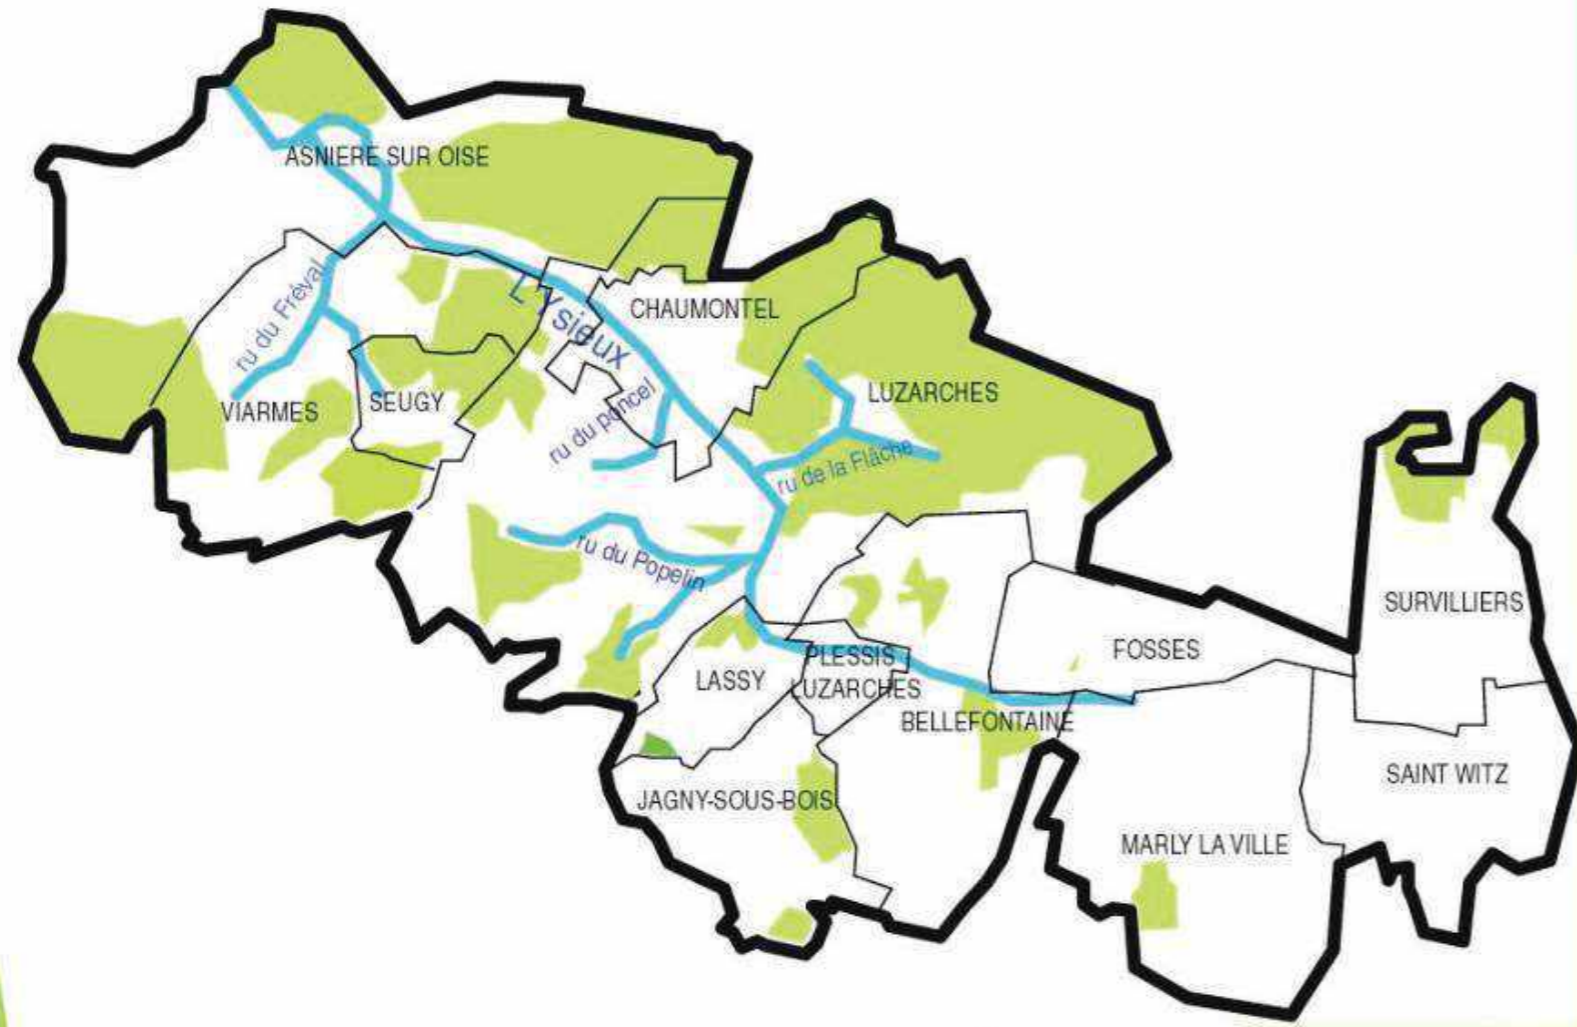 ASNIERE SUR OISE
ru du Fréval
L'Ysieux
CHAUMONTEL
VIARMES
SEUGY
ru du poncel
LUZARCHES
ru de la Flâche
ru du Popelin
SURVILLIERS
FOSSES
PLESSIS
LUZARCHES
LASSY
BELLEFONTAINE
SAINT WITZ
JAGNY-SOUS-BOIS
MARLY LA VILLE